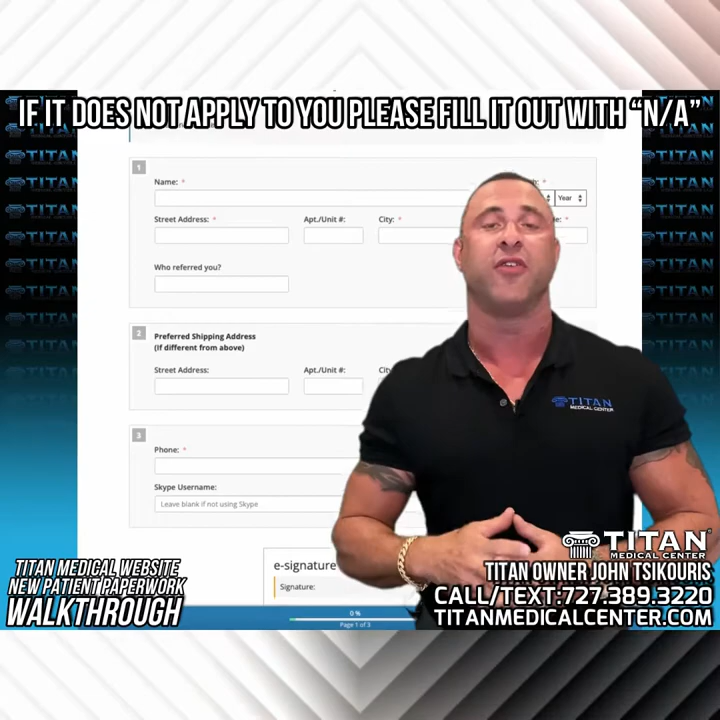 IF IT DOES NOT APPLY TO YOU PLEASE FILL IT OUT WITH “N/A”
TITAN
1
Name: *
Year
Street Address: *
Apt./Unit #:
City: *
Who referred you?
2
Preferred Shipping Address
(If different from above)
Street Address:
Apt./Unit #:
3
Phone: *
Skype Username:
Leave blank if not using Skype
e-signature
Signature:
0 %
Page 1 of 3
TITAN
MEDICAL CENTER
TITAN MEDICAL WEBSITE
NEW PATIENT PAPERWORK
WALKTHROUGH
TITAN
MEDICAL CENTER
TITAN OWNER JOHN TSIKOURIS
CALL/TEXT:727.389.3220
TITANMEDICALCENTER.COM